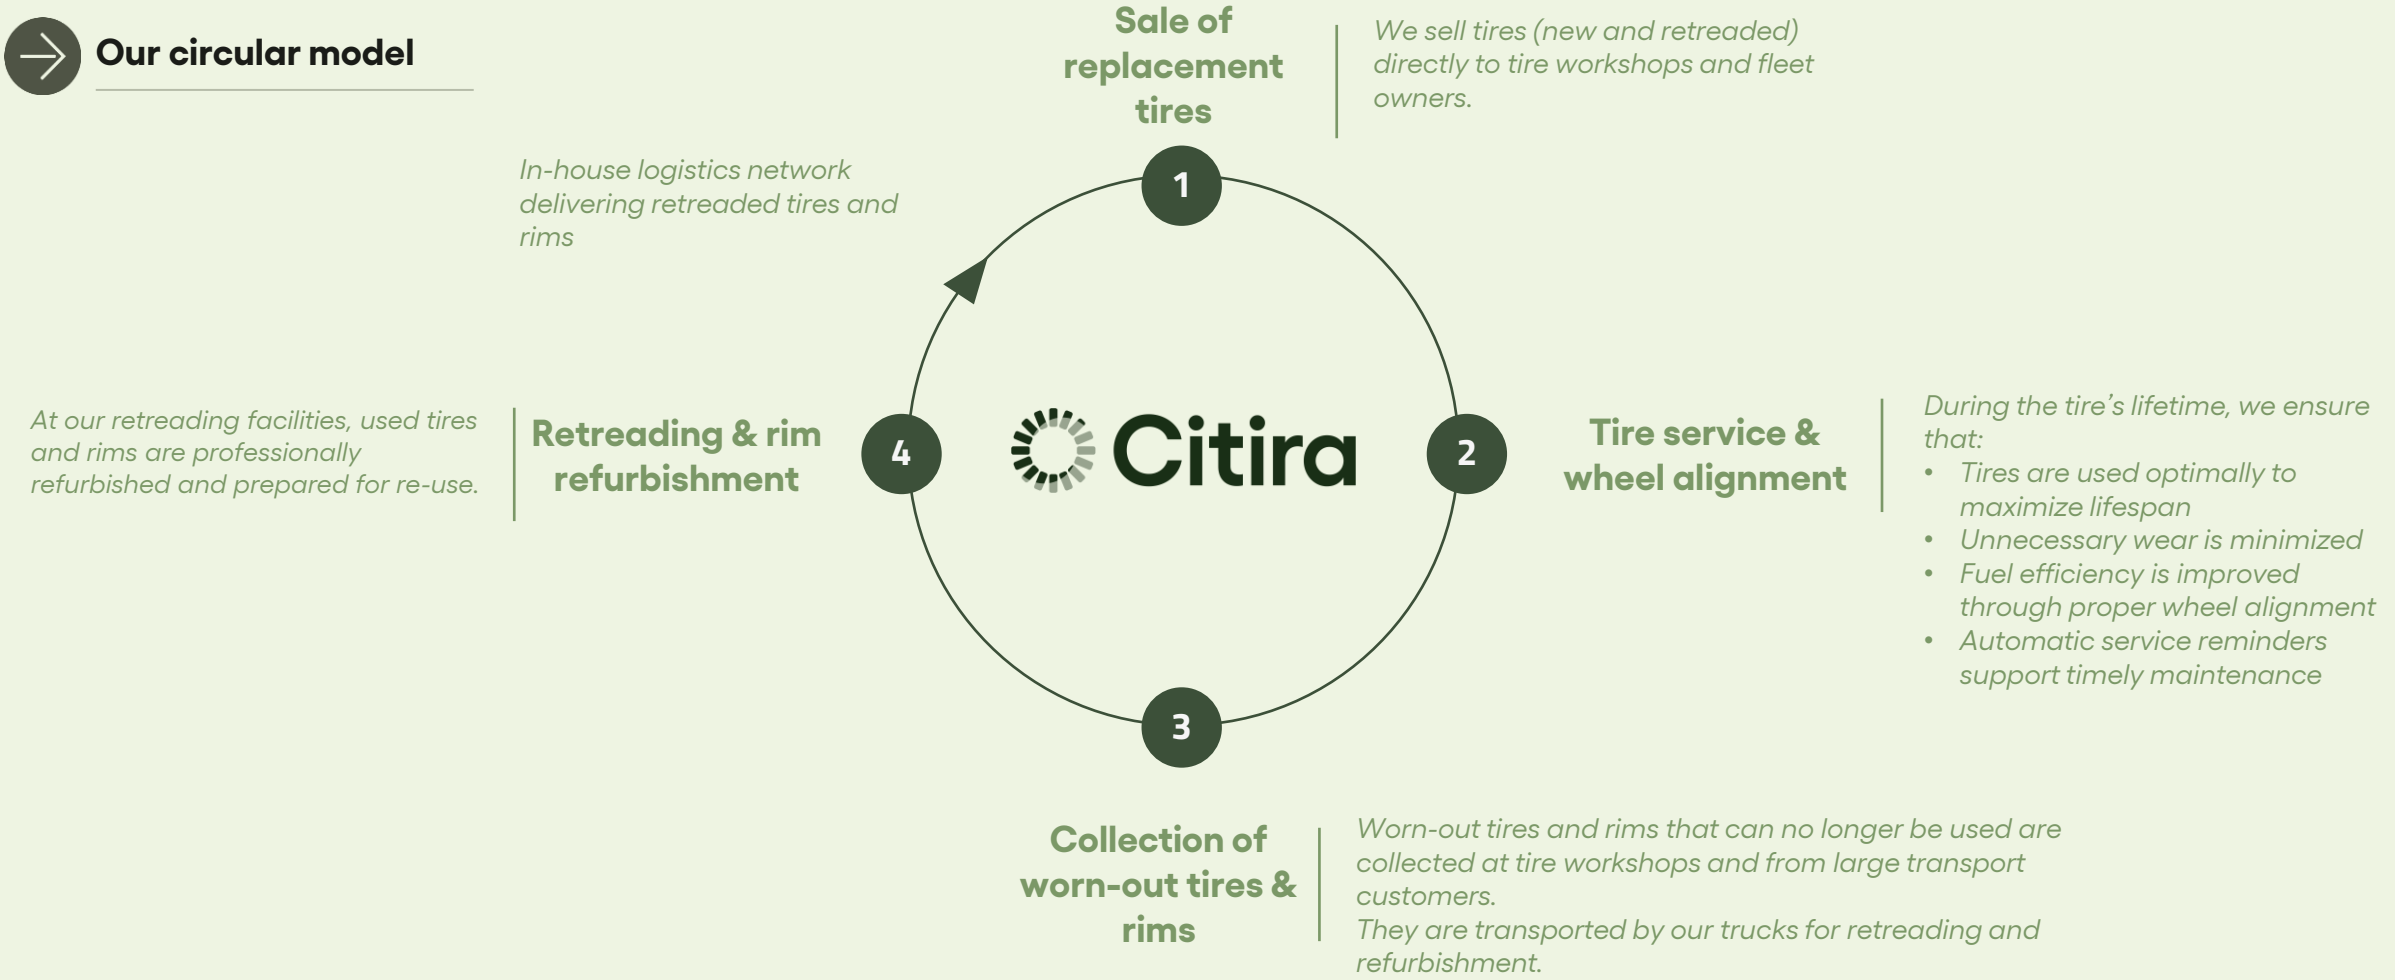 Our circular model
Sale of
replacement
tires
We sell tires (new and retreaded)
directly to tire workshops and fleet
owners.
In-house logistics network
delivering retreaded tires and
rims
1
At our retreading facilities, used tires
and rims are professionally
refurbished and prepared for re-use.
Retreading & rim
refurbishment
4
Citira
2
Tire service &
wheel alignment
During the tire’s lifetime, we ensure
that:
• Tires are used optimally to
maximize lifespan
• Unnecessary wear is minimized
• Fuel efficiency is improved
through proper wheel alignment
• Automatic service reminders
support timely maintenance
3
Collection of
worn-out tires &
rims
Worn-out tires and rims that can no longer be used are
collected at tire workshops and from large transport
customers.
They are transported by our trucks for retreading and
refurbishment.